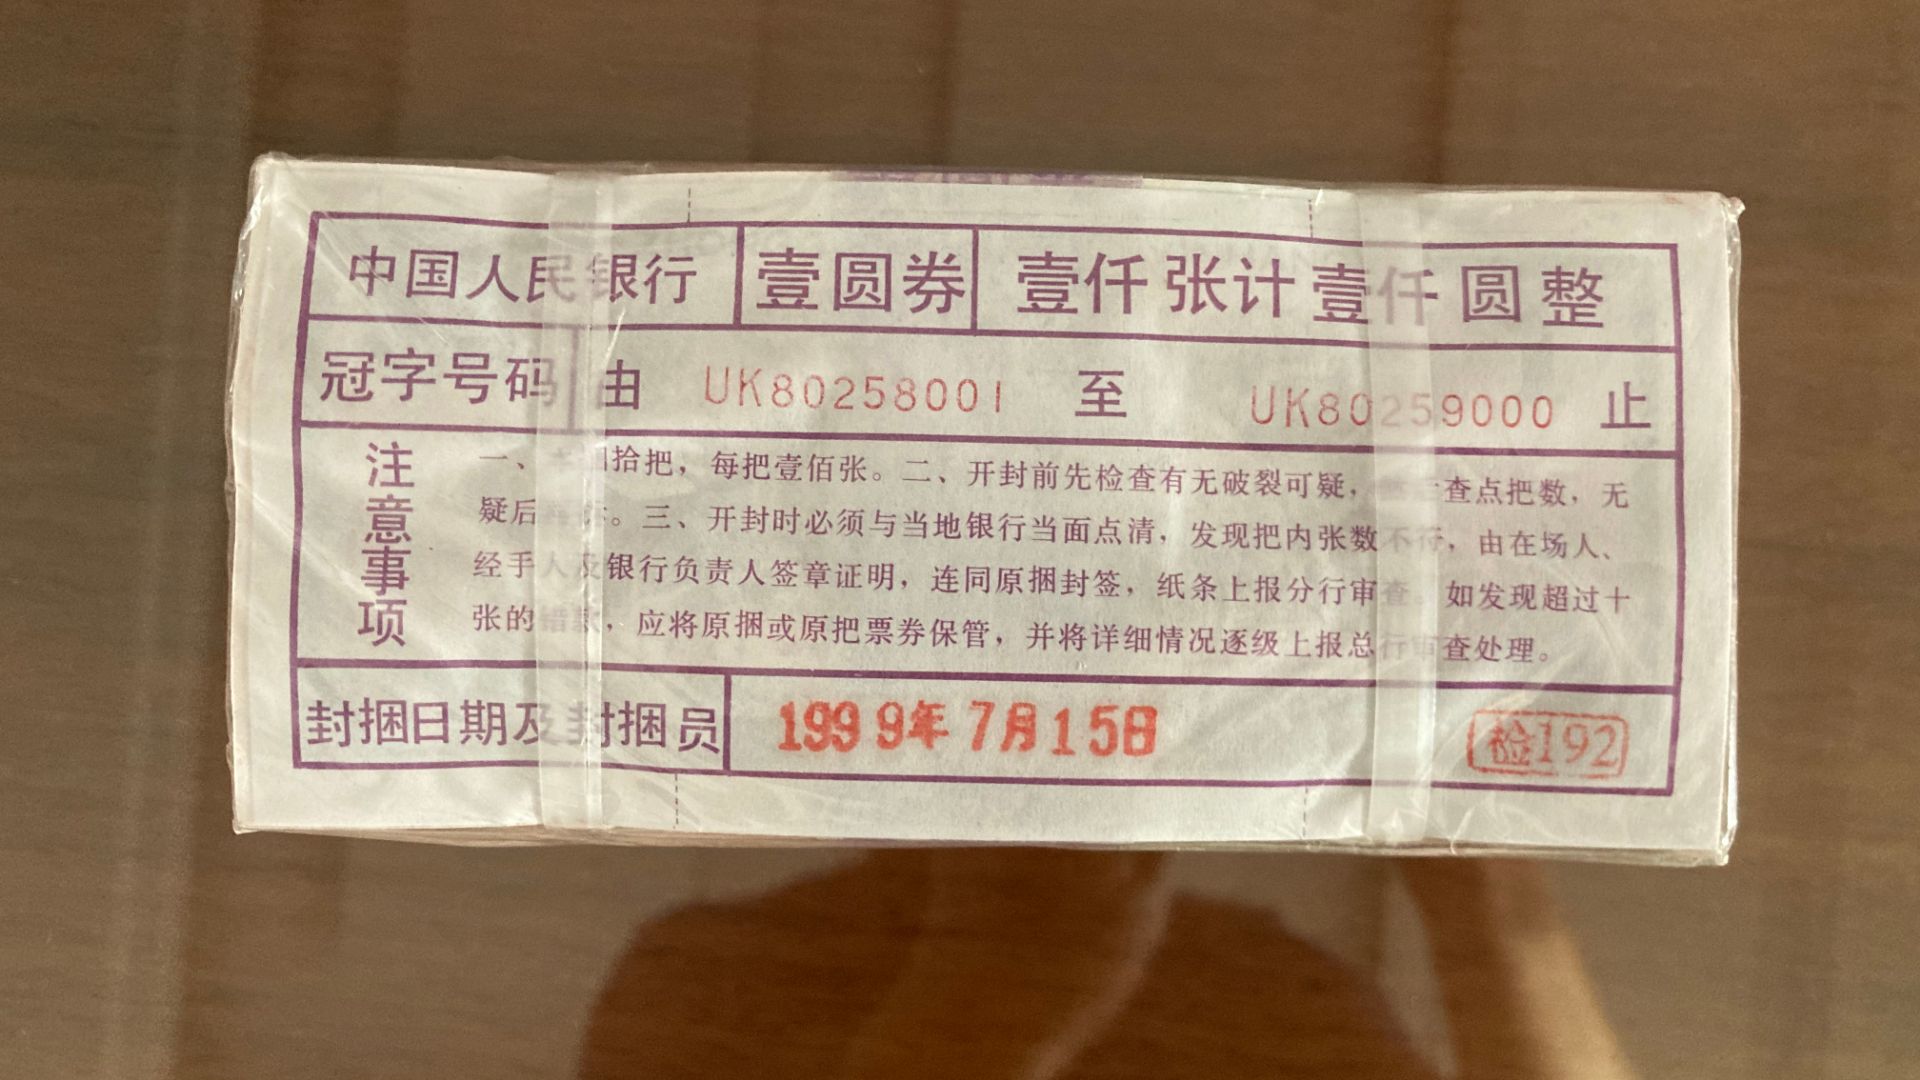 中国人民银行 壹圆券 壹仟张计壹仟圆整
冠字号码 由 UK80258001 至 UK80259000 止
注意事项
一、拾把，每把壹佰张。二、开封前先检查有无破裂可疑，查点把数，无
疑后。三、开封时必须与当地银行当面点清，发现把内张数不符，由在场人、
经手人及银行负责人签章证明，连同原捆封签，纸条上报分行审查。如发现超过十
张的错款，应将原捆或原把票券保管，并将详细情况逐级上报总行审查处理。
封捆日期及封捆员 1999年7月15日 检192